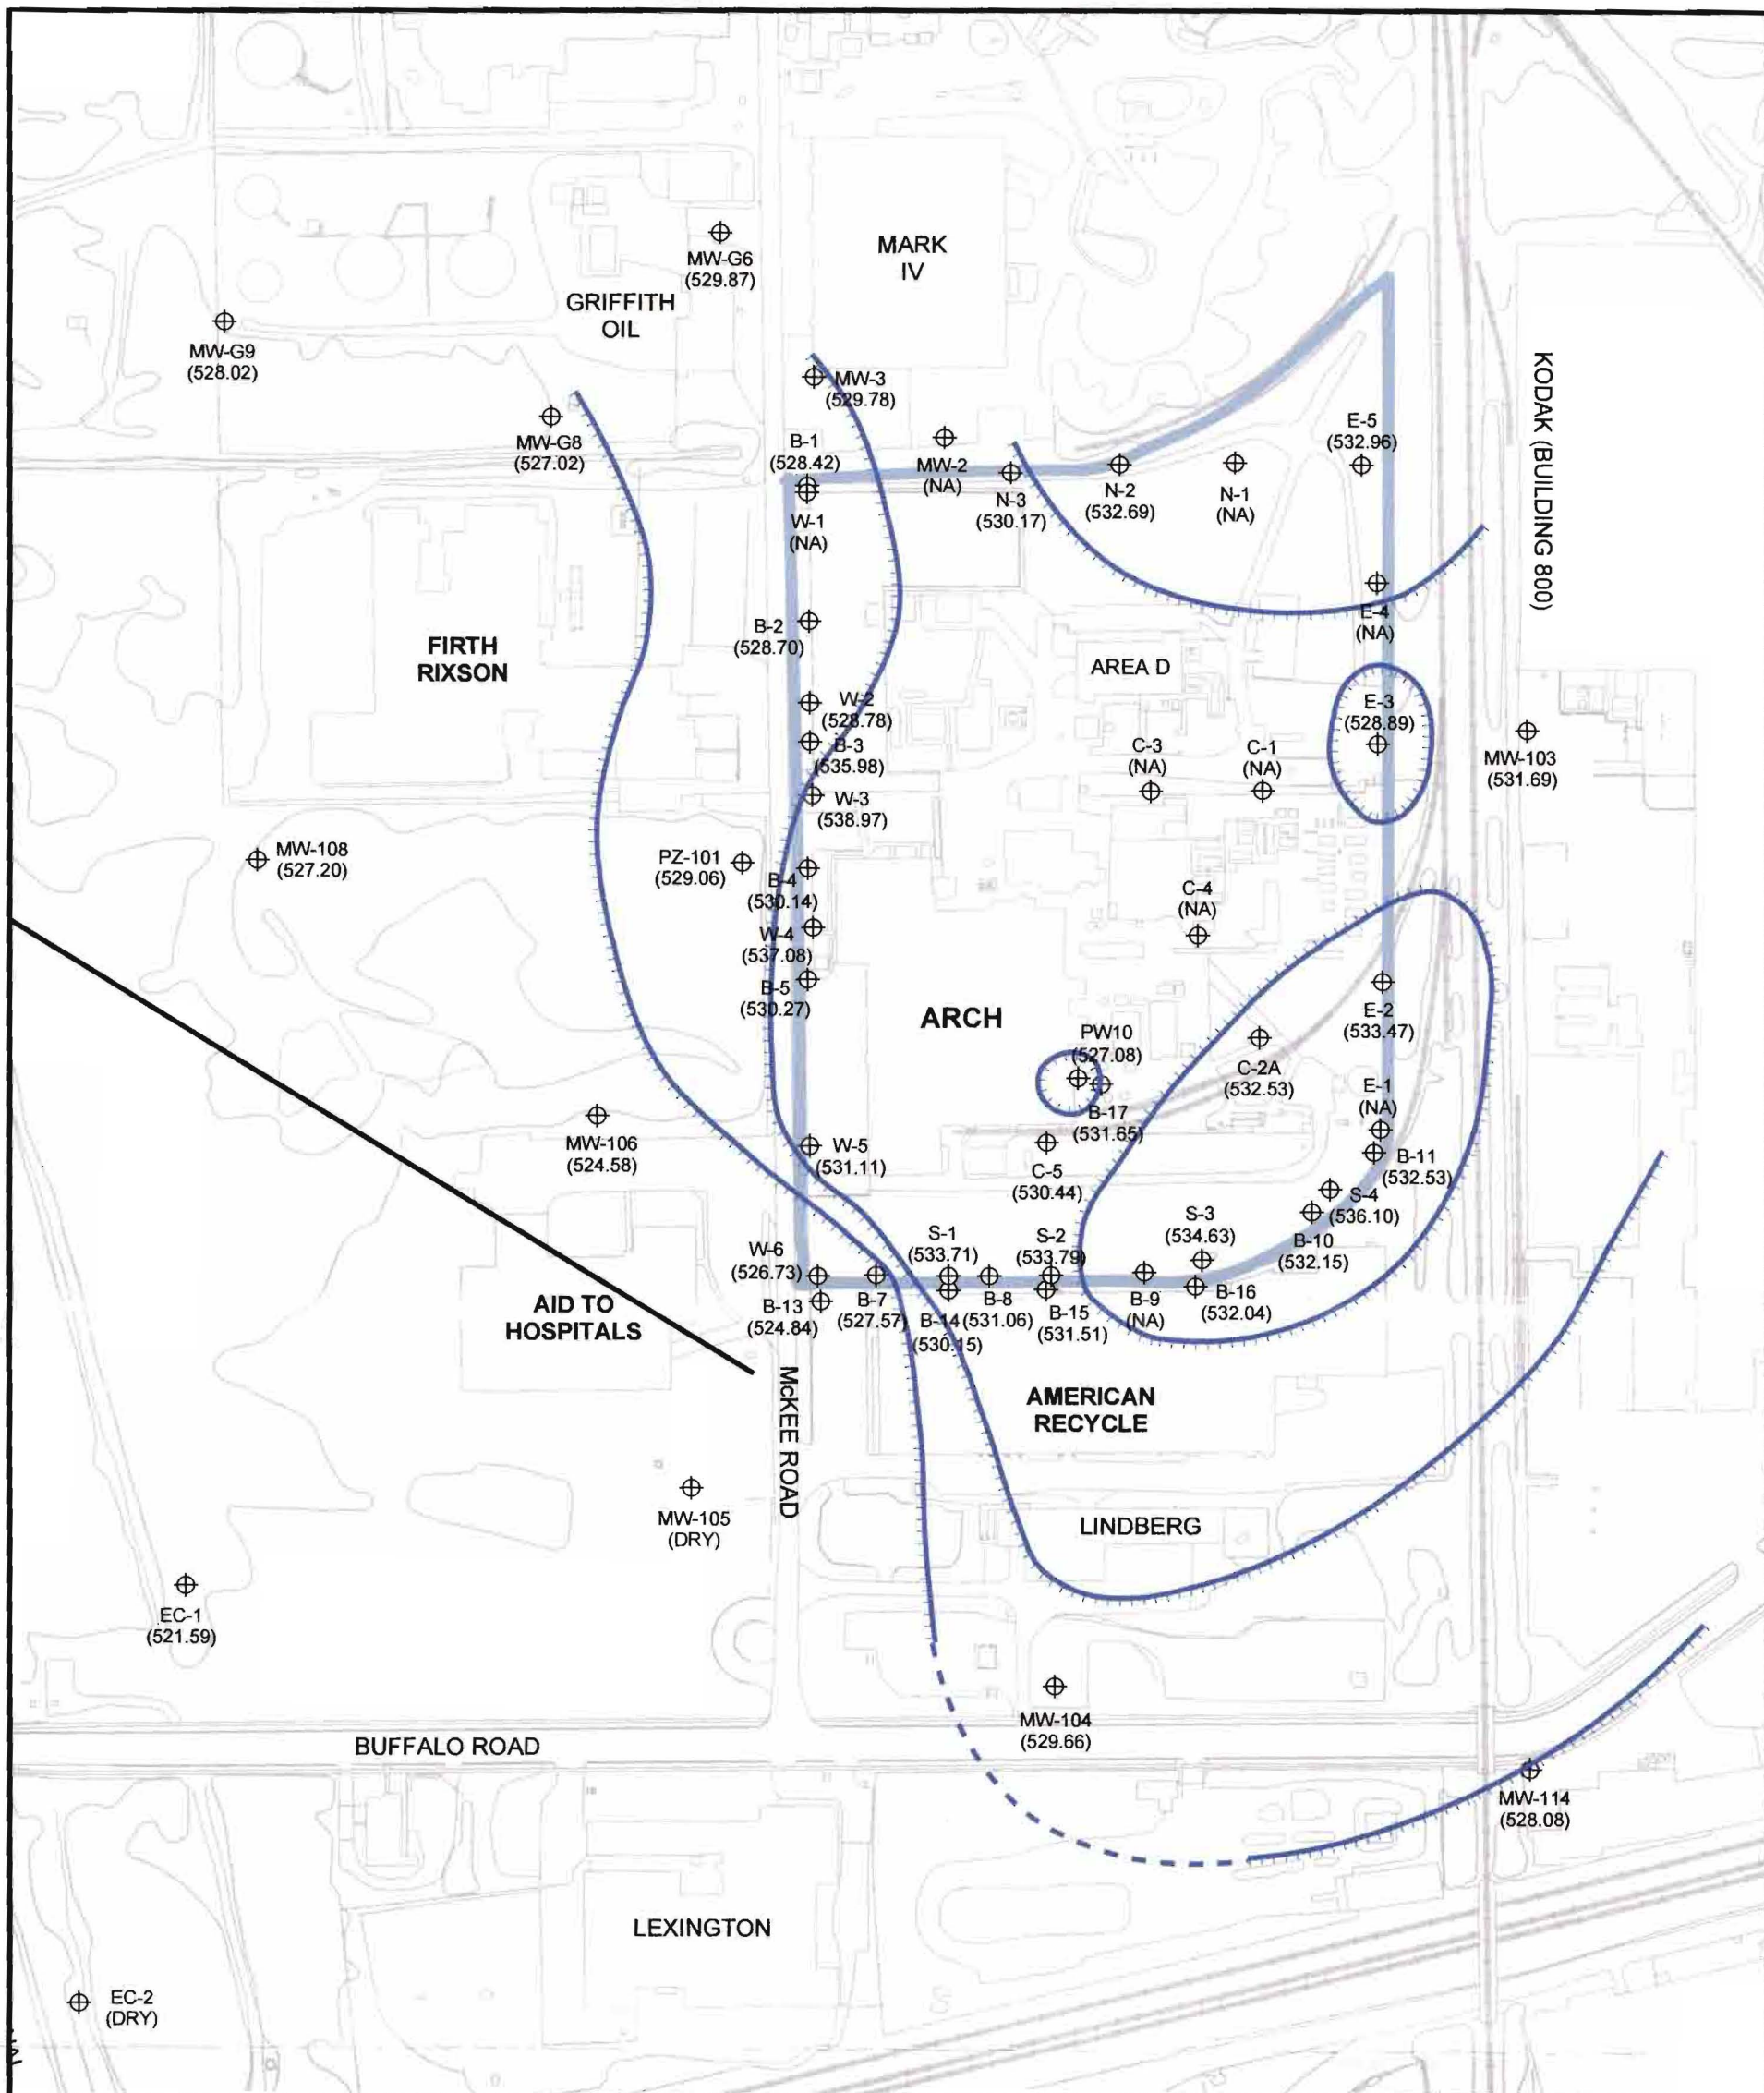 MW-G6
(529.87)
MARK
IV
GRIFFITH
OIL
MW-G9
(528.02)
KODAK (BUILDING 800)
MW-3
(529.78)
MW-G8
(527.02)
B-1
(528.42)
MW-2
(NA)
N-3
(530.17)
N-2
(532.69)
N-1
(NA)
E-5
(532.96)
W-1
(NA)
E-4
(NA)
B-2
(528.70)
FIRTH
RIXSON
AREA D
W-2
(528.78)
B-3
(535.98)
E-3
(528.89)
C-3
(NA)
C-1
(NA)
MW-103
(531.69)
W-3
(538.97)
MW-108
(527.20)
PZ-101
(529.06)
B-4
(530.14)
C-4
(NA)
W-4
(537.08)
B-5
(530.27)
ARCH
E-2
(533.47)
PW10
(527.08)
C-2A
(532.53)
E-1
(NA)
B-17
(531.65)
MW-106
(524.58)
W-5
(531.11)
C-5
(530.44)
B-11
(532.53)
S-4
(536.10)
S-3
(534.63)
B-10
(532.15)
W-6
(526.73)
S-1
(533.71)
S-2
(533.79)
B-13
(524.84)
B-7
(527.57)
B-14
(530.15)
B-8
(531.06)
B-15
(531.51)
B-9
(NA)
B-16
(532.04)
AID TO
HOSPITALS
McKEE ROAD
AMERICAN
RECYCLE
MW-105
(DRY)
LINDBERG
EC-1
(521.59)
MW-104
(529.66)
BUFFALO ROAD
MW-114
(528.08)
LEXINGTON
EC-2
(DRY)